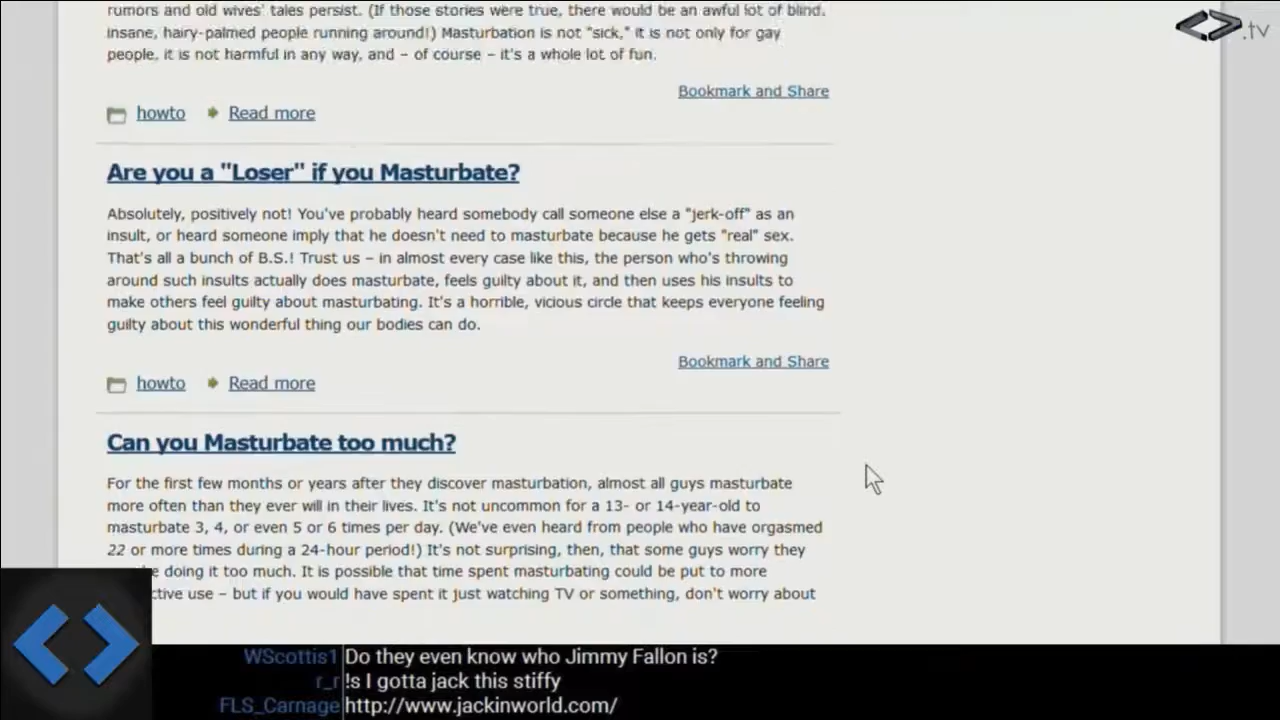 rumors and old wives' tales persist. (If those stories were true, there would be an awful lot of blind,
insane, hairy-palmed people running around!) Masturbation is not "sick," it is not only for gay
people, it is not harmful in any way, and – of course – it's a whole lot of fun.
.tv
Bookmark and Share
howto Read more
Are you a "Loser" if you Masturbate?
Absolutely, positively not! You've probably heard somebody call someone else a "jerk-off" as an
insult, or heard someone imply that he doesn't need to masturbate because he gets "real" sex.
That's all a bunch of B.S.! Trust us – in almost every case like this, the person who's throwing
around such insults actually does masturbate, feels guilty about it, and then uses his insults to
make others feel guilty about masturbating. It's a horrible, vicious circle that keeps everyone feeling
guilty about this wonderful thing our bodies can do.
Bookmark and Share
howto Read more
Can you Masturbate too much?
For the first few months or years after they discover masturbation, almost all guys masturbate
more often than they ever will in their lives. It's not uncommon for a 13- or 14-year-old to
masturbate 3, 4, or even 5 or 6 times per day. (We've even heard from people who have orgasmed
22 or more times during a 24-hour period!) It's not surprising, then, that some guys worry they
doing it too much. It is possible that time spent masturbating could be put to more
use – but if you would have spent it just watching TV or something, don't worry about
WScottis1 Do they even know who Jimmy Fallon is?
r_r !s I gotta jack this stiffy
FLS_Carnage http://www.jackinworld.com/